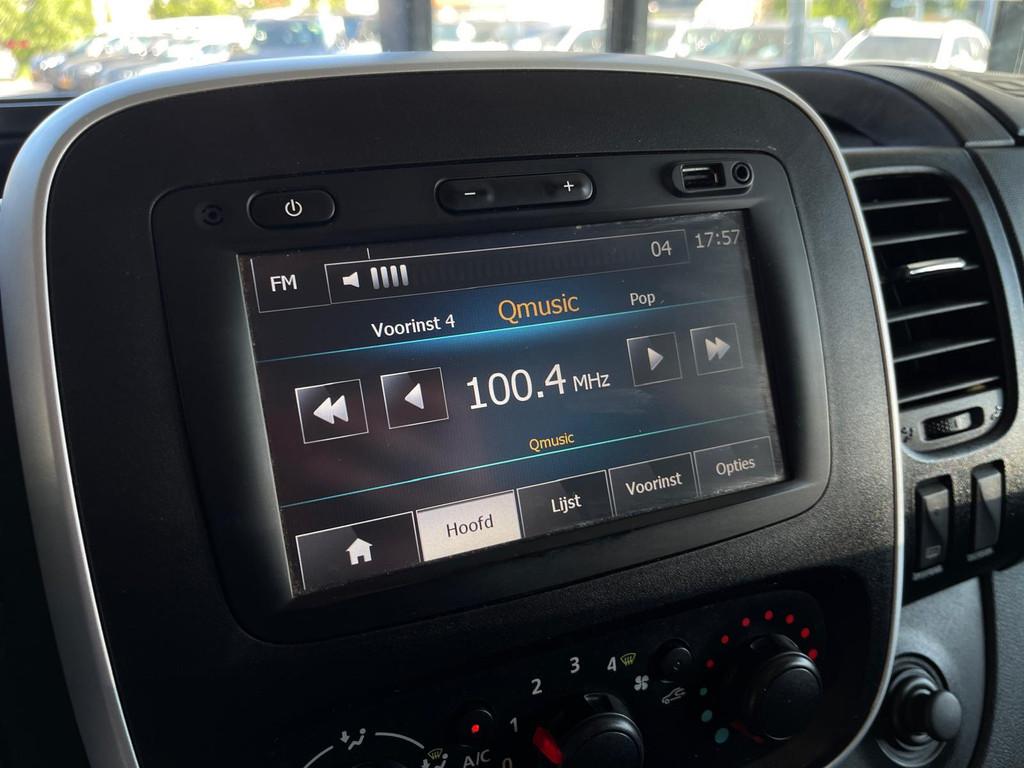 − +
FM 04 17:57
Voorinst 4 Qmusic Pop
100.4 MHz
Qmusic
Hoofd Lijst Voorinst Opties
0 1 2 3 4
A/C